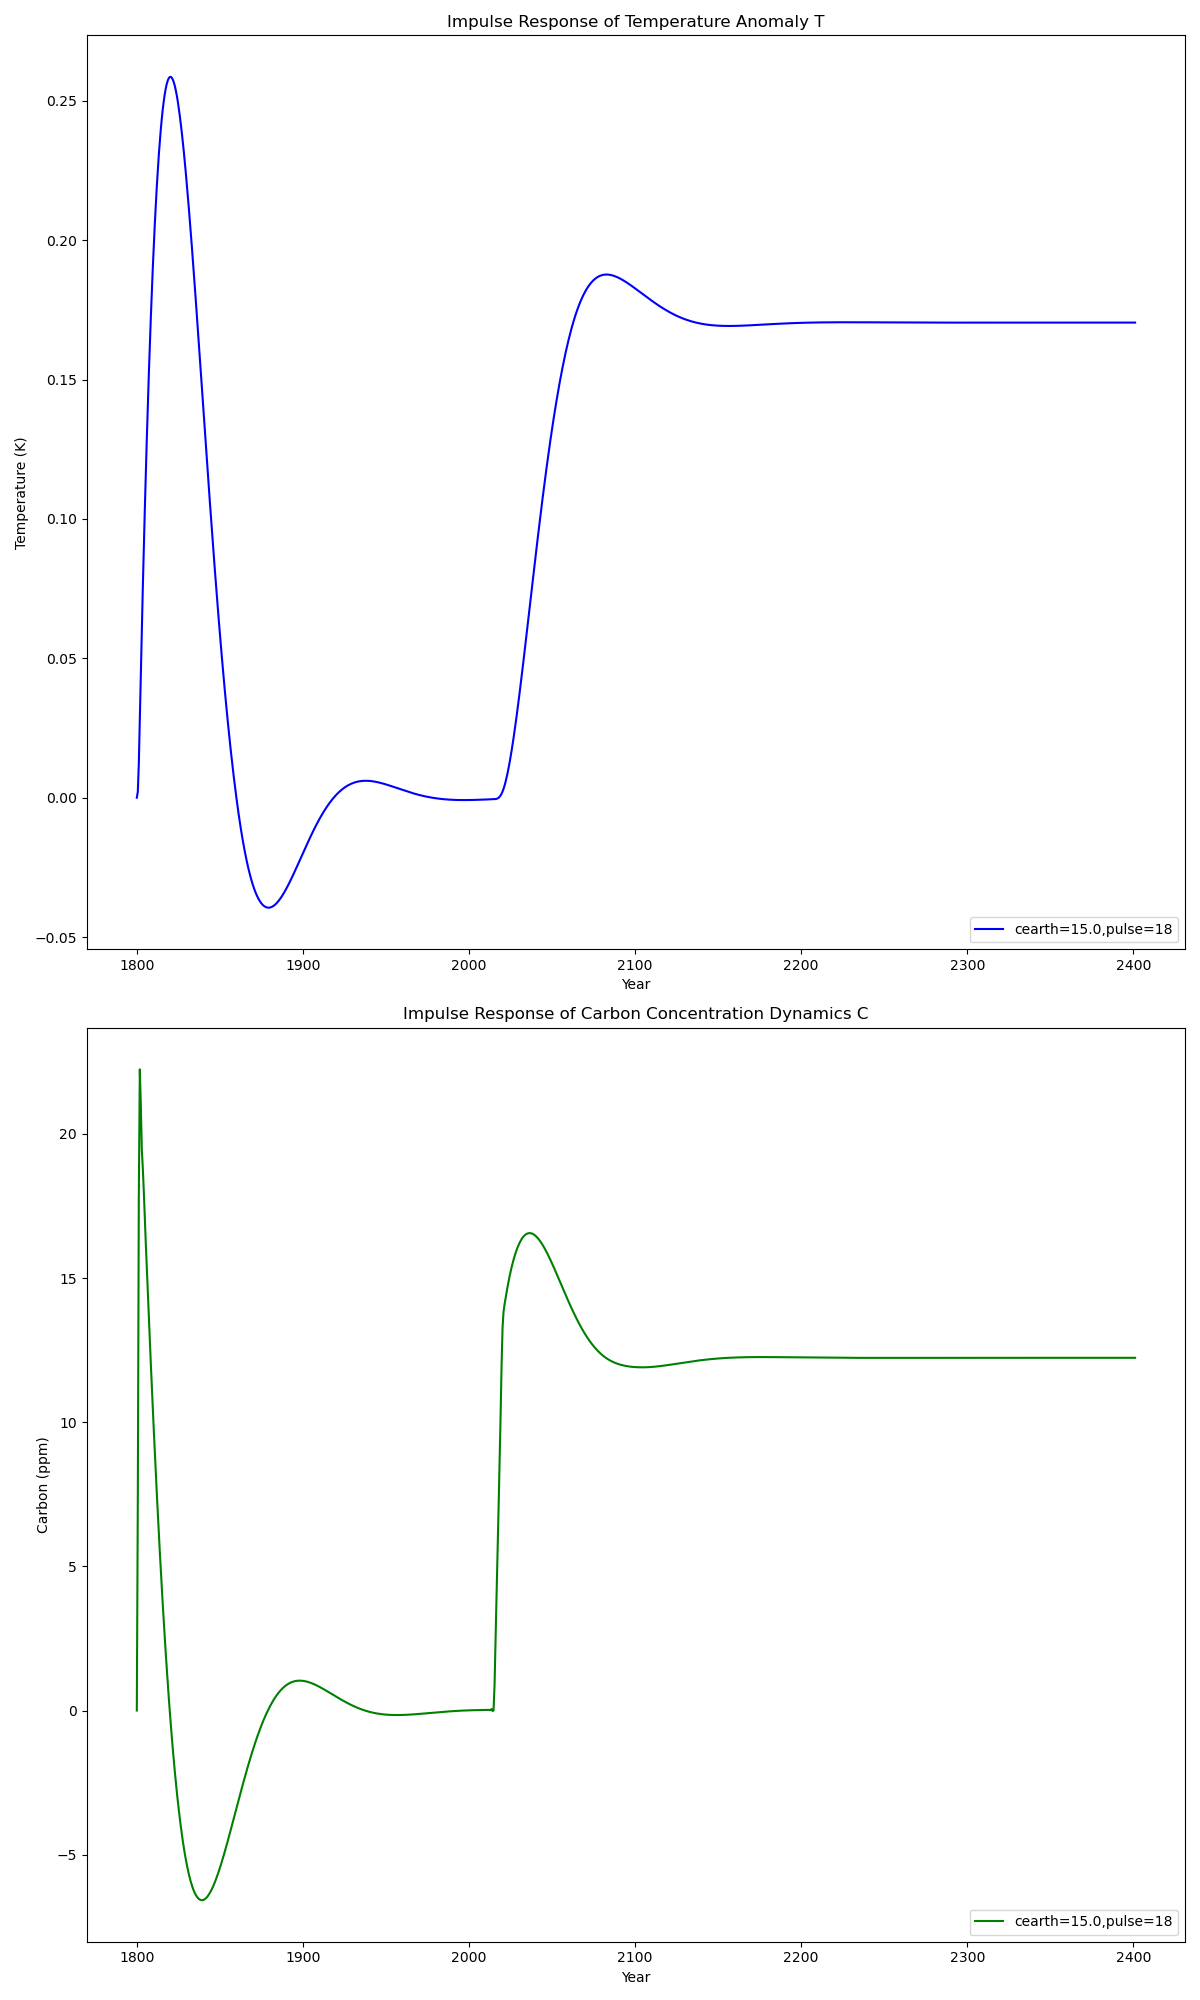 Impulse Response of Temperature Anomaly T
Temperature (K)
0.25
0.20
0.15
0.10
0.05
0.00
−0.05
cearth=15.0,pulse=18
1800 1900 2000 2100 2200 2300 2400
Year
Impulse Response of Carbon Concentration Dynamics C
Carbon (ppm)
20
15
10
5
0
−5
cearth=15.0,pulse=18
1800 1900 2000 2100 2200 2300 2400
Year